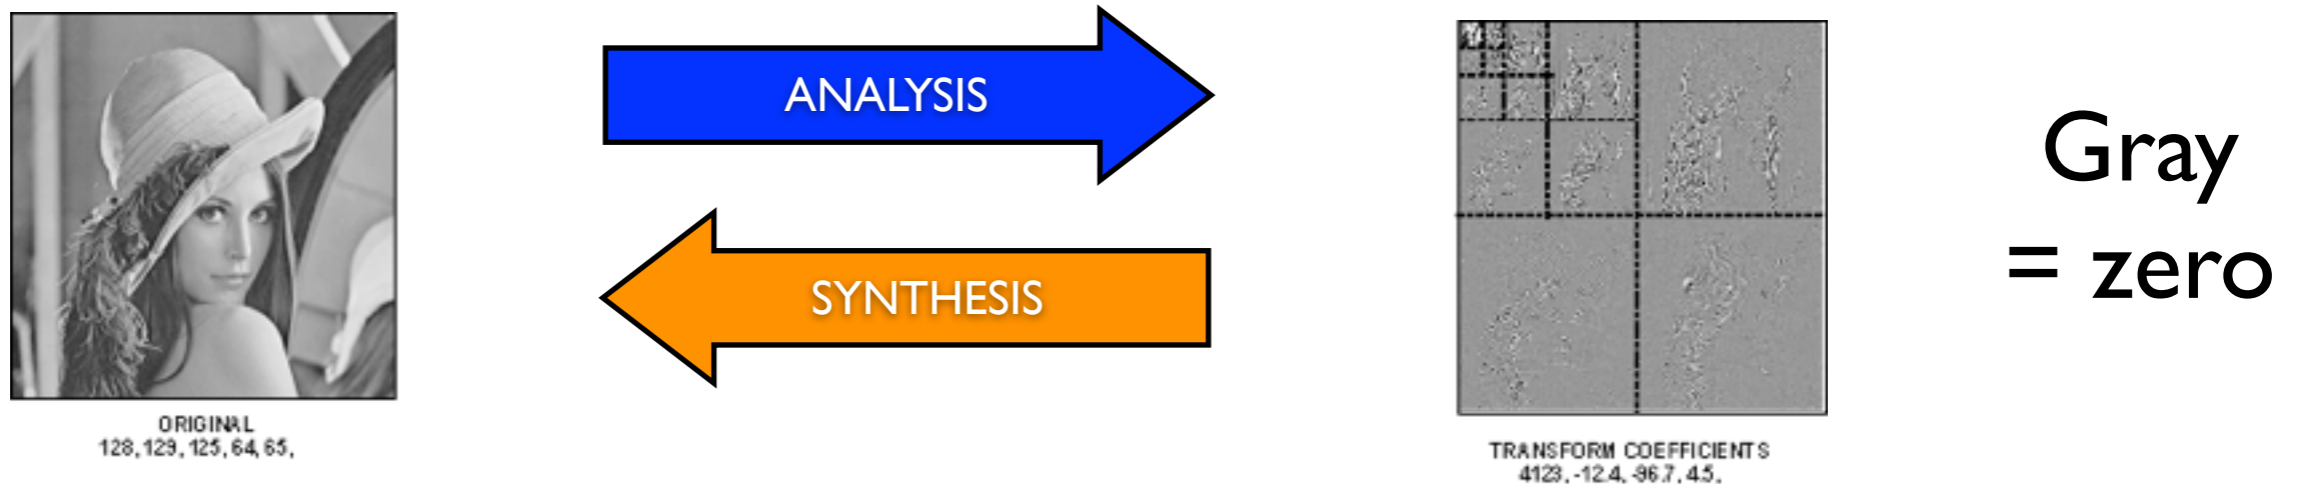 ANALYSIS
SYNTHESIS
Gray
= zero
ORIGINAL
128, 129, 125, 64, 65,
TRANSFORM COEFFICIENTS
4123, -12.4, -96.7, 4.5,